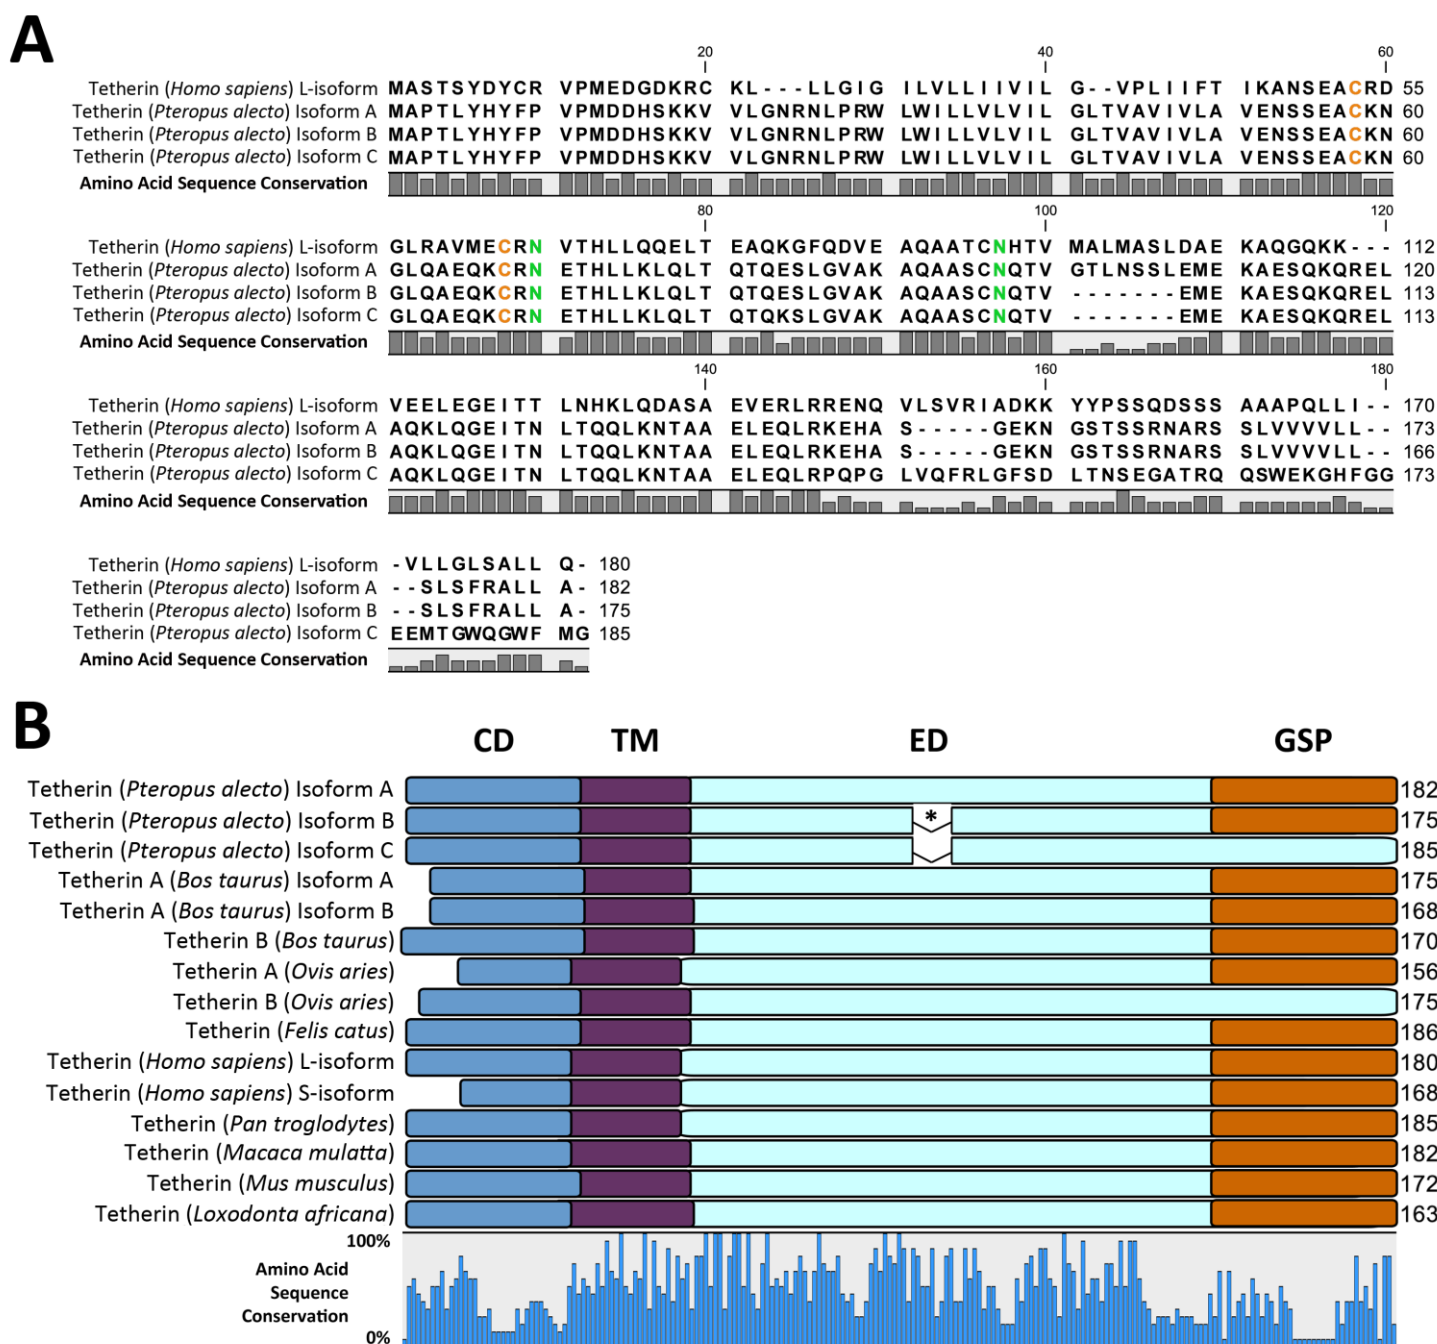 A
20 40 60
Tetherin (Homo sapiens) L-isoform MASTSYDYCR VPMEDGDKRC KL---LLGIG ILVLLIIVIL G--VPLIIFT IKANSEACRD 55
Tetherin (Pteropus alecto) Isoform A MAPTLYHYFP VPMDDHSKKV VLGNRNLPRW LWILLVLVIL GLTVAVIVLA VENSSEACKN 60
Tetherin (Pteropus alecto) Isoform B MAPTLYHYFP VPMDDHSKKV VLGNRNLPRW LWILLVLVIL GLTVAVIVLA VENSSEACKN 60
Tetherin (Pteropus alecto) Isoform C MAPTLYHYFP VPMDDHSKKV VLGNRNLPRW LWILLVLVIL GLTVAVIVLA VENSSEACKN 60
Amino Acid Sequence Conservation
80 100 120
Tetherin (Homo sapiens) L-isoform GLRAVMECRN VTHLLQQELT EAQKGFQDVE AQAATCNHTV MALMASLDAE KAQGQKK--- 112
Tetherin (Pteropus alecto) Isoform A GLQAEQKCRN ETHLLKLQLT QTQESLGVAK AQAASCNQTV GTLNSSLEME KAESQKQREL 120
Tetherin (Pteropus alecto) Isoform B GLQAEQKCRN ETHLLKLQLT QTQESLGVAK AQAASCNQTV -------EME KAESQKQREL 113
Tetherin (Pteropus alecto) Isoform C GLQAEQKCRN ETHLLKLQLT QTQKSLGVAK AQAASCNQTV -------EME KAESQKQREL 113
Amino Acid Sequence Conservation
140 160 180
Tetherin (Homo sapiens) L-isoform VEELEGEITT LNHKLQDASA EVERLRRENQ VLSVRIADKK YYPSSQDSSS AAAPQLLI-- 170
Tetherin (Pteropus alecto) Isoform A AQKLQGEITN LTQQLKNTAA ELEQLRKEHA S-----GEKN GSTSSRNARS SLVVVVLL-- 173
Tetherin (Pteropus alecto) Isoform B AQKLQGEITN LTQQLKNTAA ELEQLRKEHA S-----GEKN GSTSSRNARS SLVVVVLL-- 166
Tetherin (Pteropus alecto) Isoform C AQKLQGEITN LTQQLKNTAA ELEQLRPQPG LVQFRLGFSD LTNSEGATRQ QSWEKGHFGG 173
Amino Acid Sequence Conservation
Tetherin (Homo sapiens) L-isoform -VLLGLSALL Q- 180
Tetherin (Pteropus alecto) Isoform A --SLSFRALL A- 182
Tetherin (Pteropus alecto) Isoform B --SLSFRALL A- 175
Tetherin (Pteropus alecto) Isoform C EEMTGWQGWF MG 185
Amino Acid Sequence Conservation
B
CD TM ED GSP
Tetherin (Pteropus alecto) Isoform A 182
Tetherin (Pteropus alecto) Isoform B * 175
Tetherin (Pteropus alecto) Isoform C 185
Tetherin A (Bos taurus) Isoform A 175
Tetherin A (Bos taurus) Isoform B 168
Tetherin B (Bos taurus) 170
Tetherin A (Ovis aries) 156
Tetherin B (Ovis aries) 175
Tetherin (Felis catus) 186
Tetherin (Homo sapiens) L-isoform 180
Tetherin (Homo sapiens) S-isoform 168
Tetherin (Pan troglodytes) 185
Tetherin (Macaca mulatta) 182
Tetherin (Mus musculus) 172
Tetherin (Loxodonta africana) 163
100%
Amino Acid
Sequence
Conservation
0%